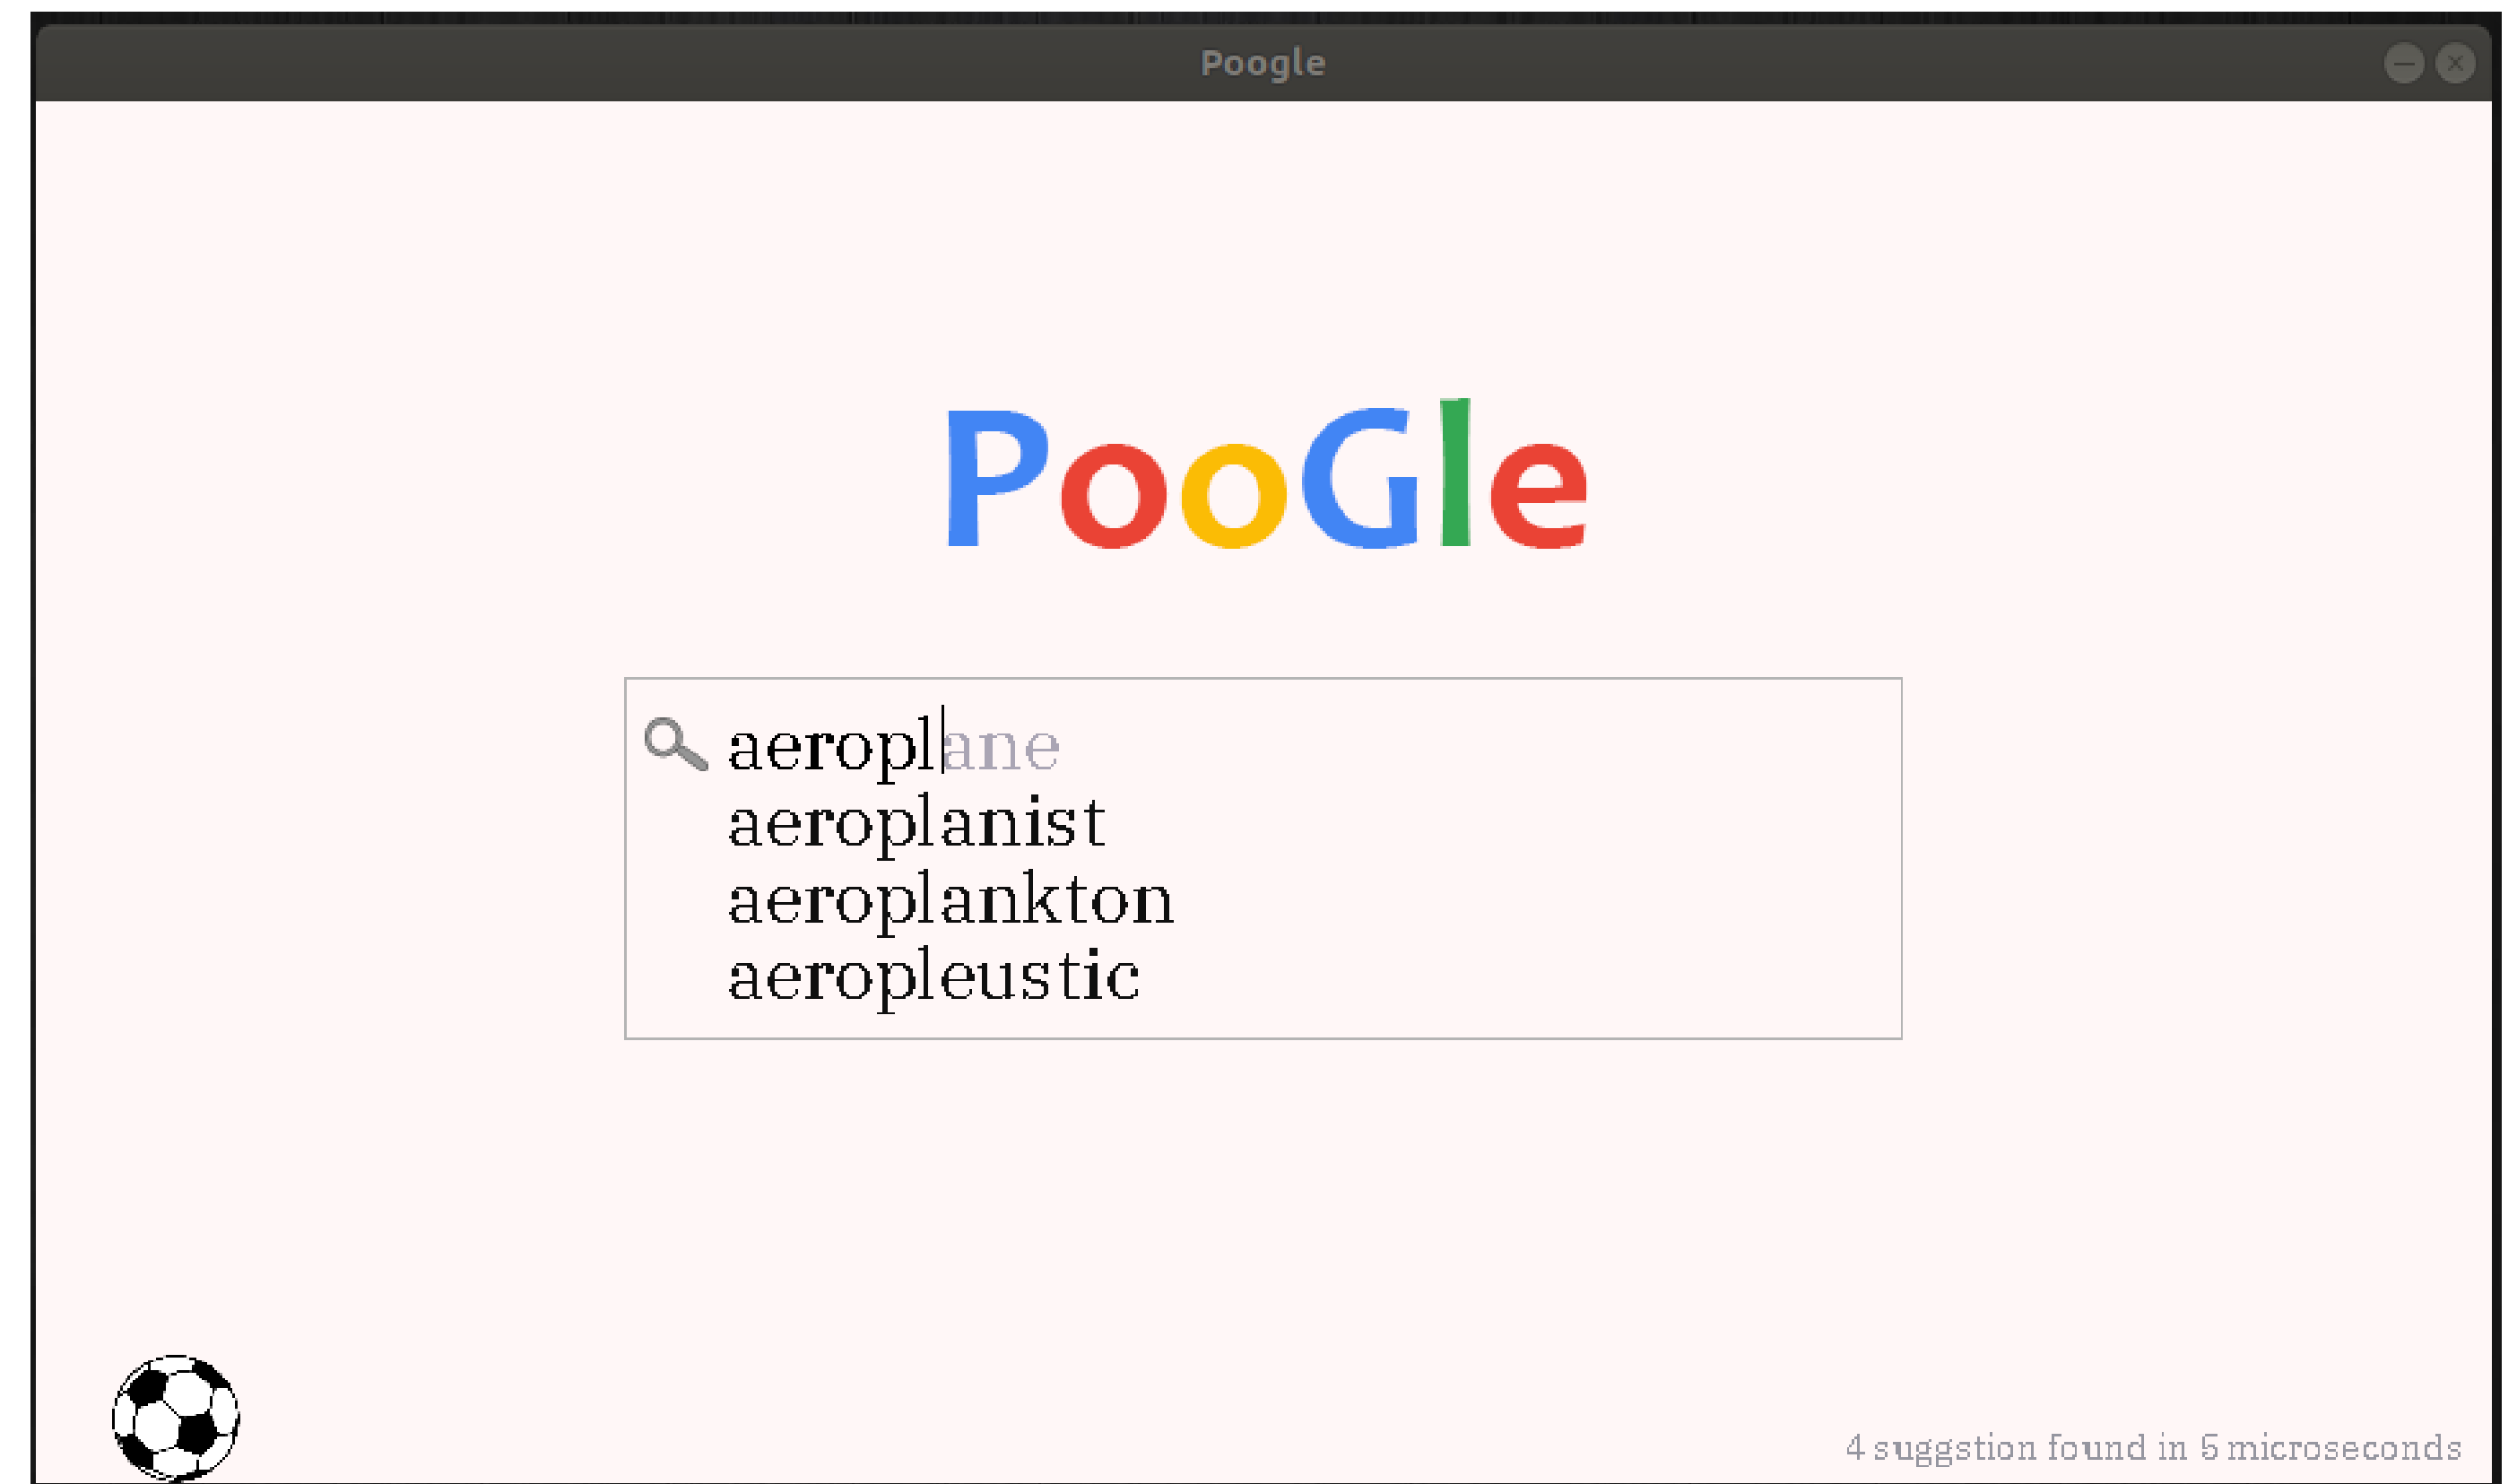 Poogle
PooGle
aeroplane
aeroplanist
aeroplankton
aeropleustic
4 suggstion found in 5 microseconds